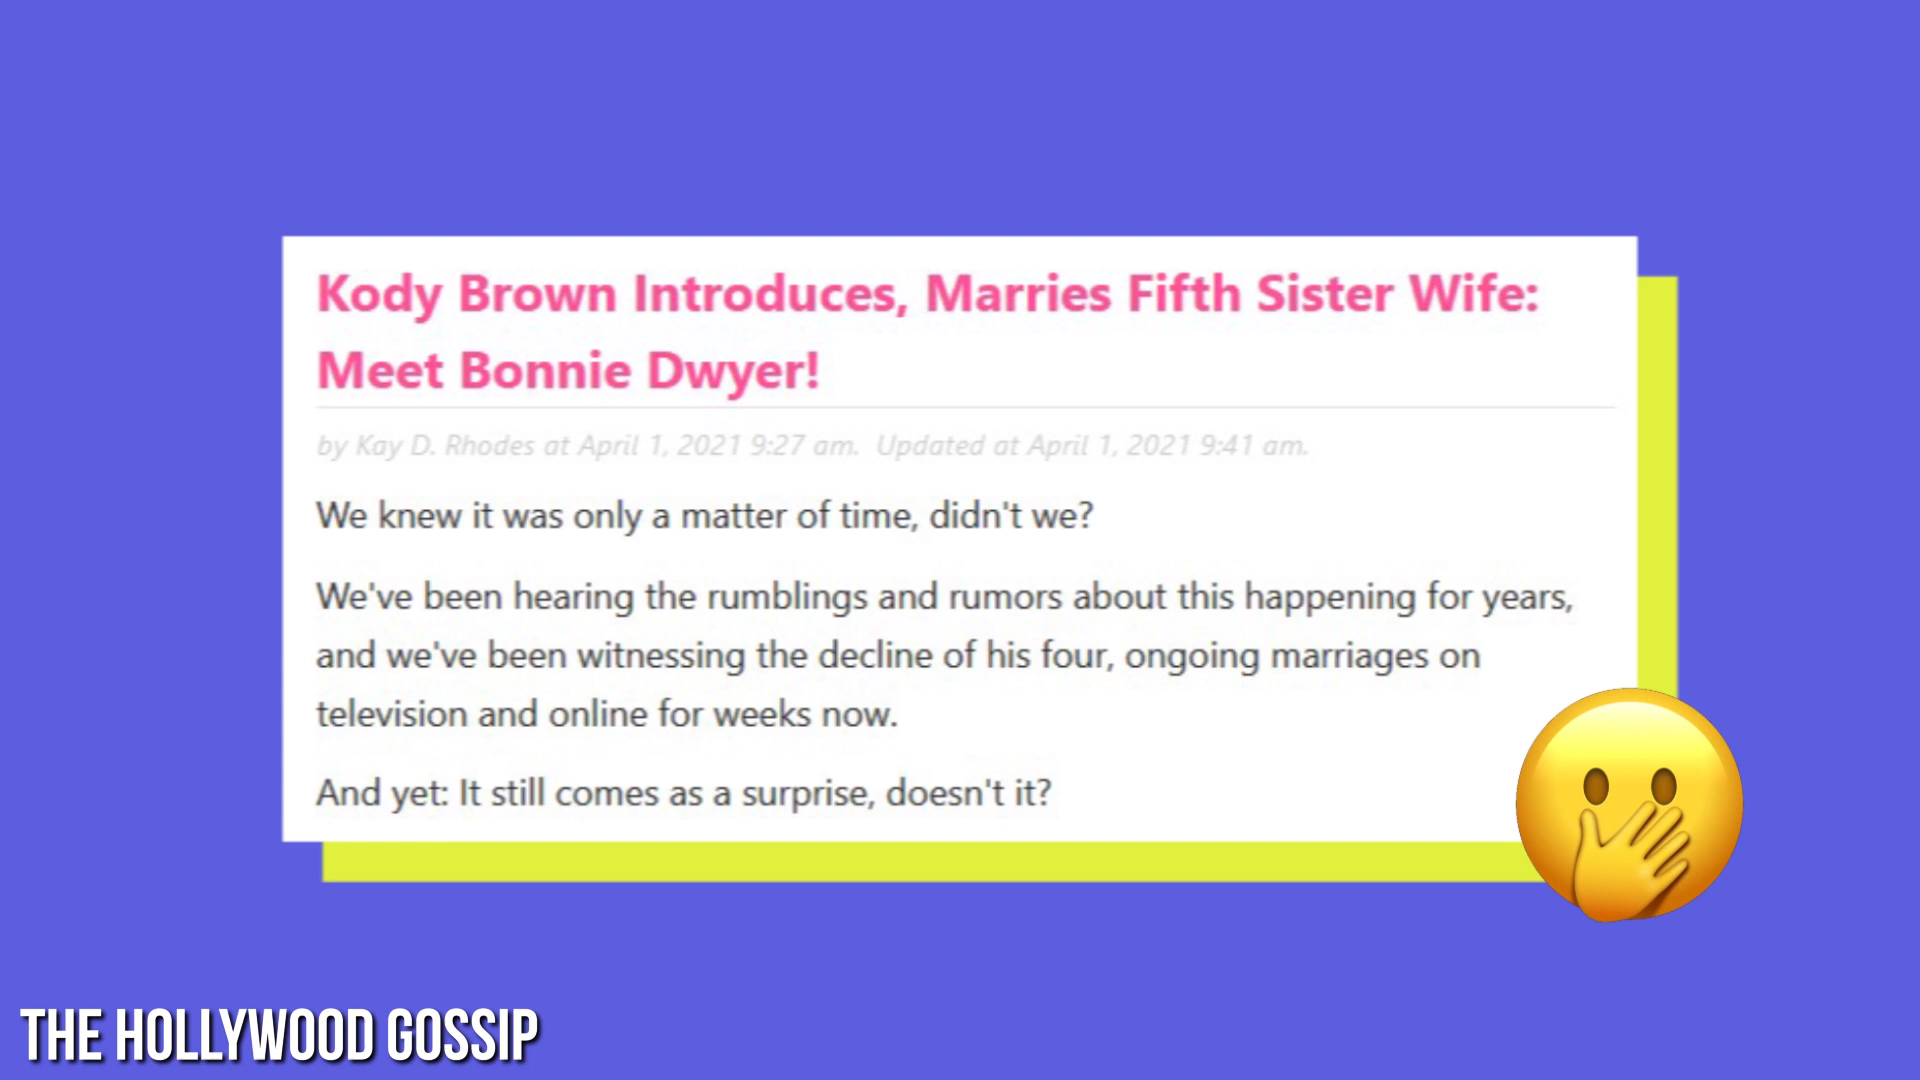 Kody Brown Introduces, Marries Fifth Sister Wife:
Meet Bonnie Dwyer!
by Kay D. Rhodes at April 1, 2021 9:27 am. Updated at April 1, 2021 9:41 am.
We knew it was only a matter of time, didn't we?
We've been hearing the rumblings and rumors about this happening for years,
and we've been witnessing the decline of his four, ongoing marriages on
television and online for weeks now.
And yet: It still comes as a surprise, doesn't it?
THE HOLLYWOOD GOSSIP